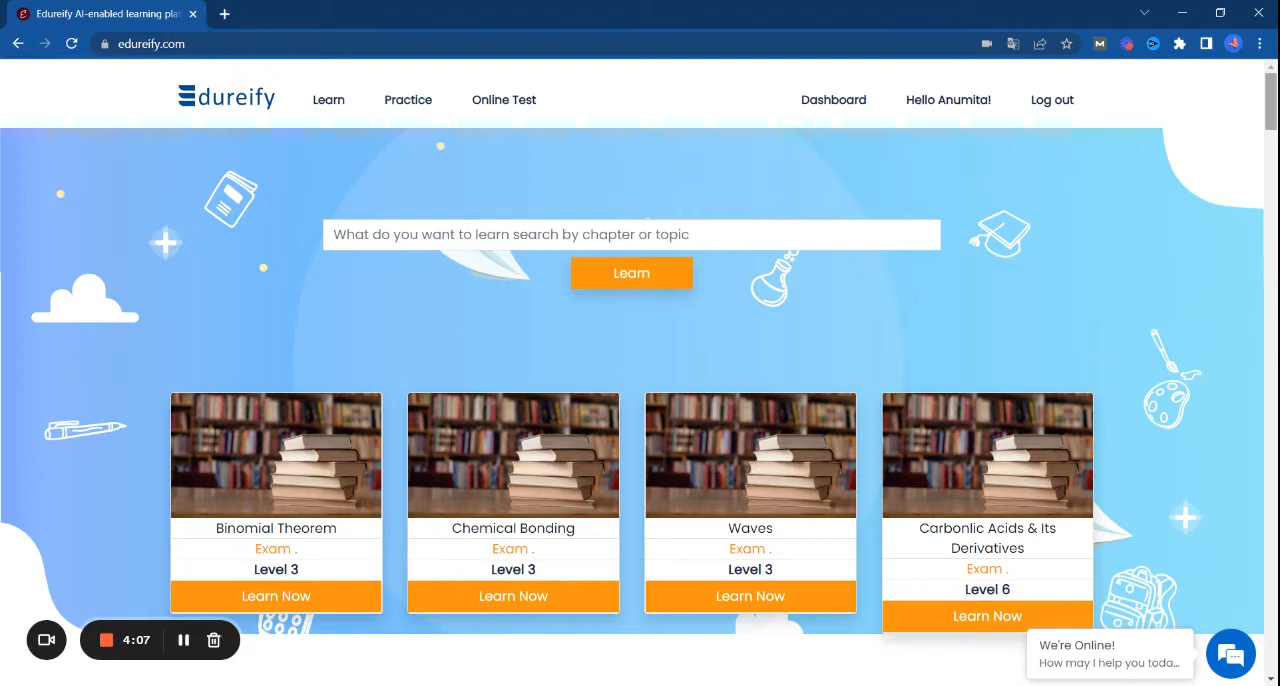 Edureify AI-enabled learning plat
edureify.com
Edureify
Learn
Practice
Online Test
Dashboard
Hello Anumita!
Log out
What do you want to learn search by chapter or topic
Learn
Binomial Theorem
Exam .
Level 3
Learn Now
Chemical Bonding
Exam .
Level 3
Learn Now
Waves
Exam .
Level 3
Learn Now
Carbonlic Acids & Its
Derivatives
Exam .
Level 6
Learn Now
4:07
We're Online!
How may I help you toda...